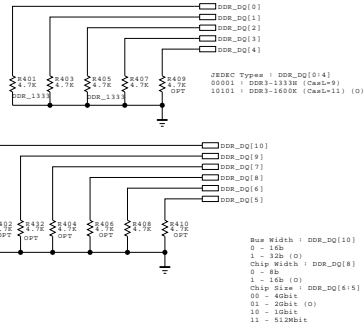 DDR_DQ[0]
DDR_DQ[1]
DDR_DQ[2]
DDR_DQ[3]
DDR_DQ[4]
R401 R403 R405 R407 R409
4.7K 4.7K 4.7K 4.7K 4.7K
DDR_1333 DDR_1333 OPT
JEDEC Types : DDR_DQ[0:4]
00001 : DDR3-1333H (CasL=9)
10101 : DDR3-1600K (CasL=11) (O)
DDR_DQ[10]
DDR_DQ[9]
DDR_DQ[7]
DDR_DQ[8]
DDR_DQ[6]
DDR_DQ[5]
402 R432 R404 R406 R408 R410
.7K 4.7K 4.7K 4.7K 4.7K 4.7K
OPT OPT OPT OPT OPT
Bus Width : DDR_DQ[10]
0 - 16b
1 - 32b (O)
Chip Width : DDR_DQ[8]
0 - 8b
1 - 16b (O)
Chip Size : DDR_DQ[6:5]
00 - 4Gbit
01 - 2Gbit (O)
10 - 1Gbit
11 - 512Mbit